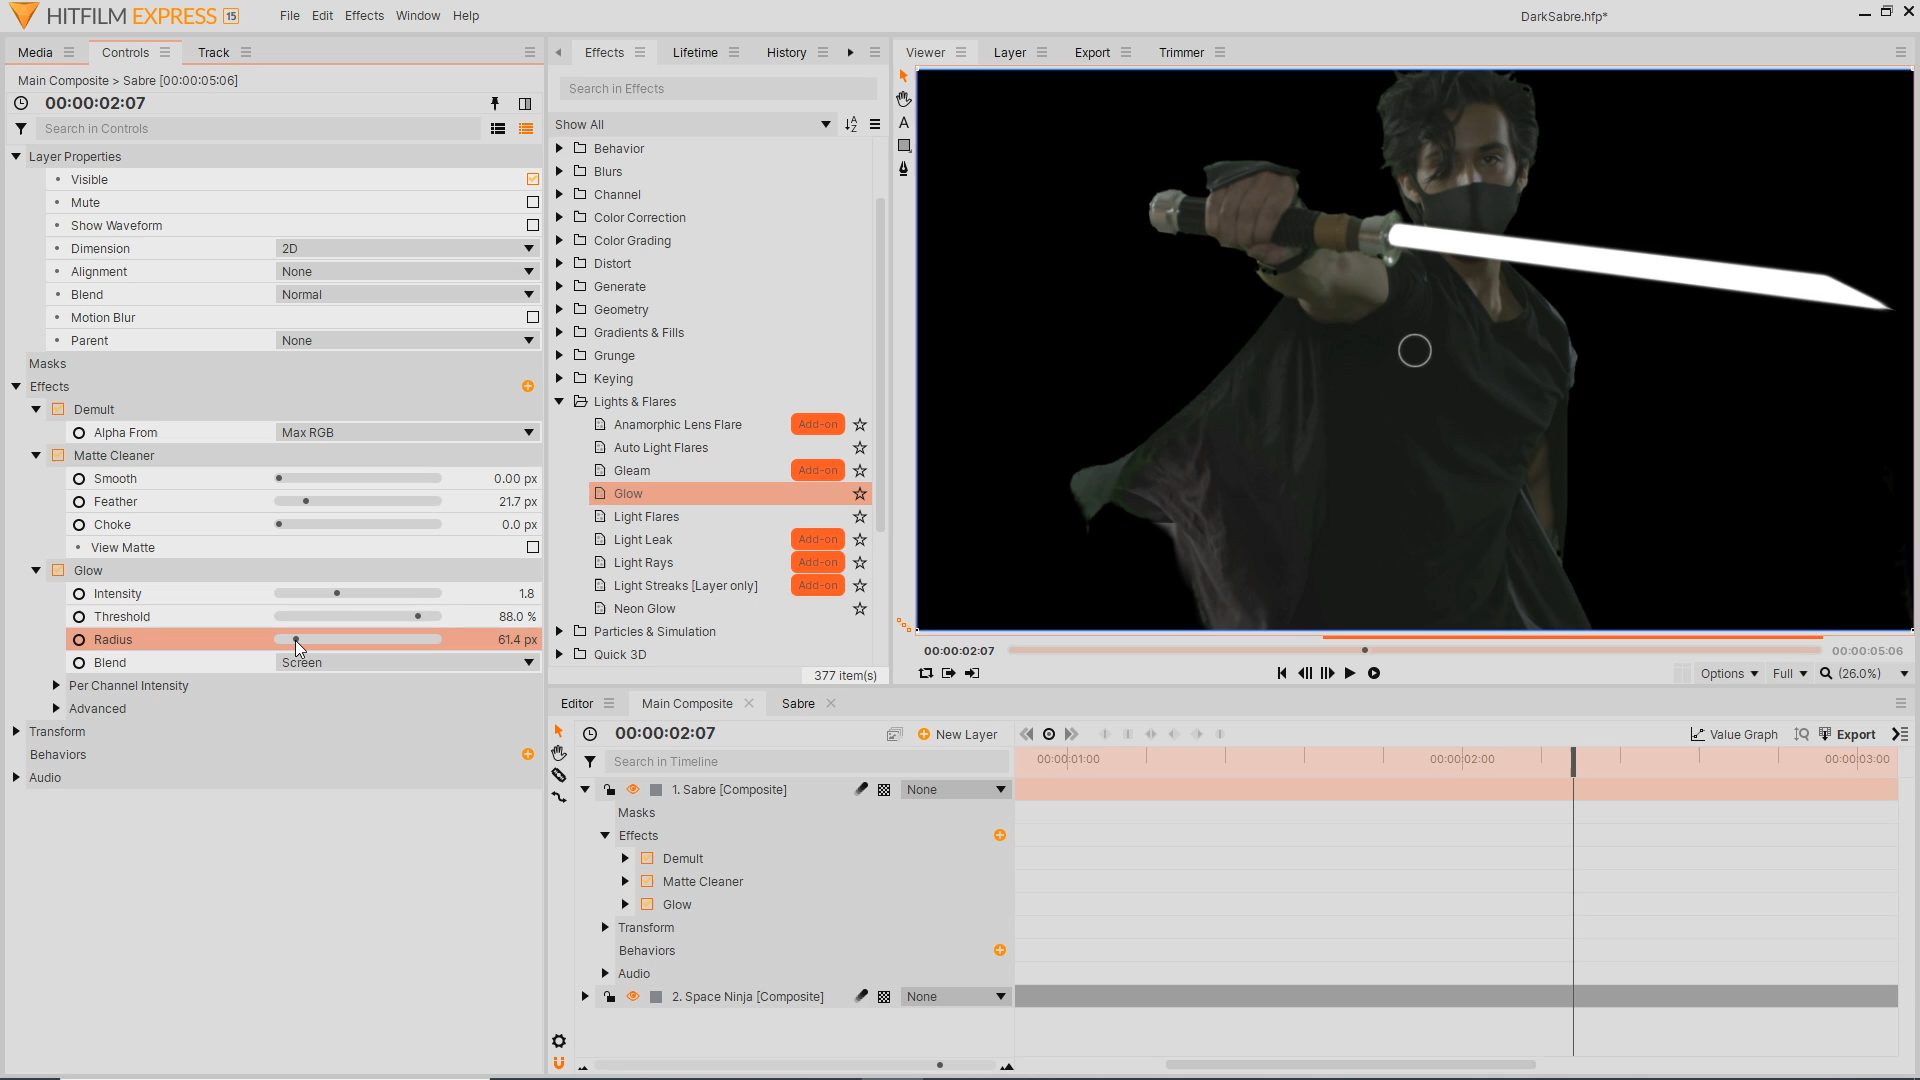 HITFILM EXPRESS 15
File Edit Effects Window Help
DarkSabre.hfp*
Media Controls Track
Main Composite > Sabre [00:00:05:06]
00:00:02:07
Search in Controls
Layer Properties
Visible
Mute
Show Waveform
Dimension 2D
Alignment None
Blend Normal
Motion Blur
Parent None
Masks
Effects
Demult
Alpha From Max RGB
Matte Cleaner
Smooth 0.00 px
Feather 21.7 px
Choke 0.0 px
View Matte
Glow
Intensity 1.8
Threshold 88.0 %
Radius 61.4 px
Blend Screen
Per Channel Intensity
Advanced
Transform
Behaviors
Audio
Effects Lifetime History
Search in Effects
Show All
Behavior
Blurs
Channel
Color Correction
Color Grading
Distort
Generate
Geometry
Gradients & Fills
Grunge
Keying
Lights & Flares
Anamorphic Lens Flare Add-on
Auto Light Flares
Gleam Add-on
Glow
Light Flares
Light Leak Add-on
Light Rays Add-on
Light Streaks [Layer only] Add-on
Neon Glow
Particles & Simulation
Quick 3D
377 item(s)
Viewer Layer Export Trimmer
A
00:00:02:07 00:00:05:06
Options Full (26.0%)
Editor Main Composite Sabre
00:00:02:07 New Layer Value Graph Export
Search in Timeline
00:00:01:00 00:00:02:00 00:00:03:00
1. Sabre [Composite] None
Masks
Effects
Demult
Matte Cleaner
Glow
Transform
Behaviors
Audio
2. Space Ninja [Composite] None